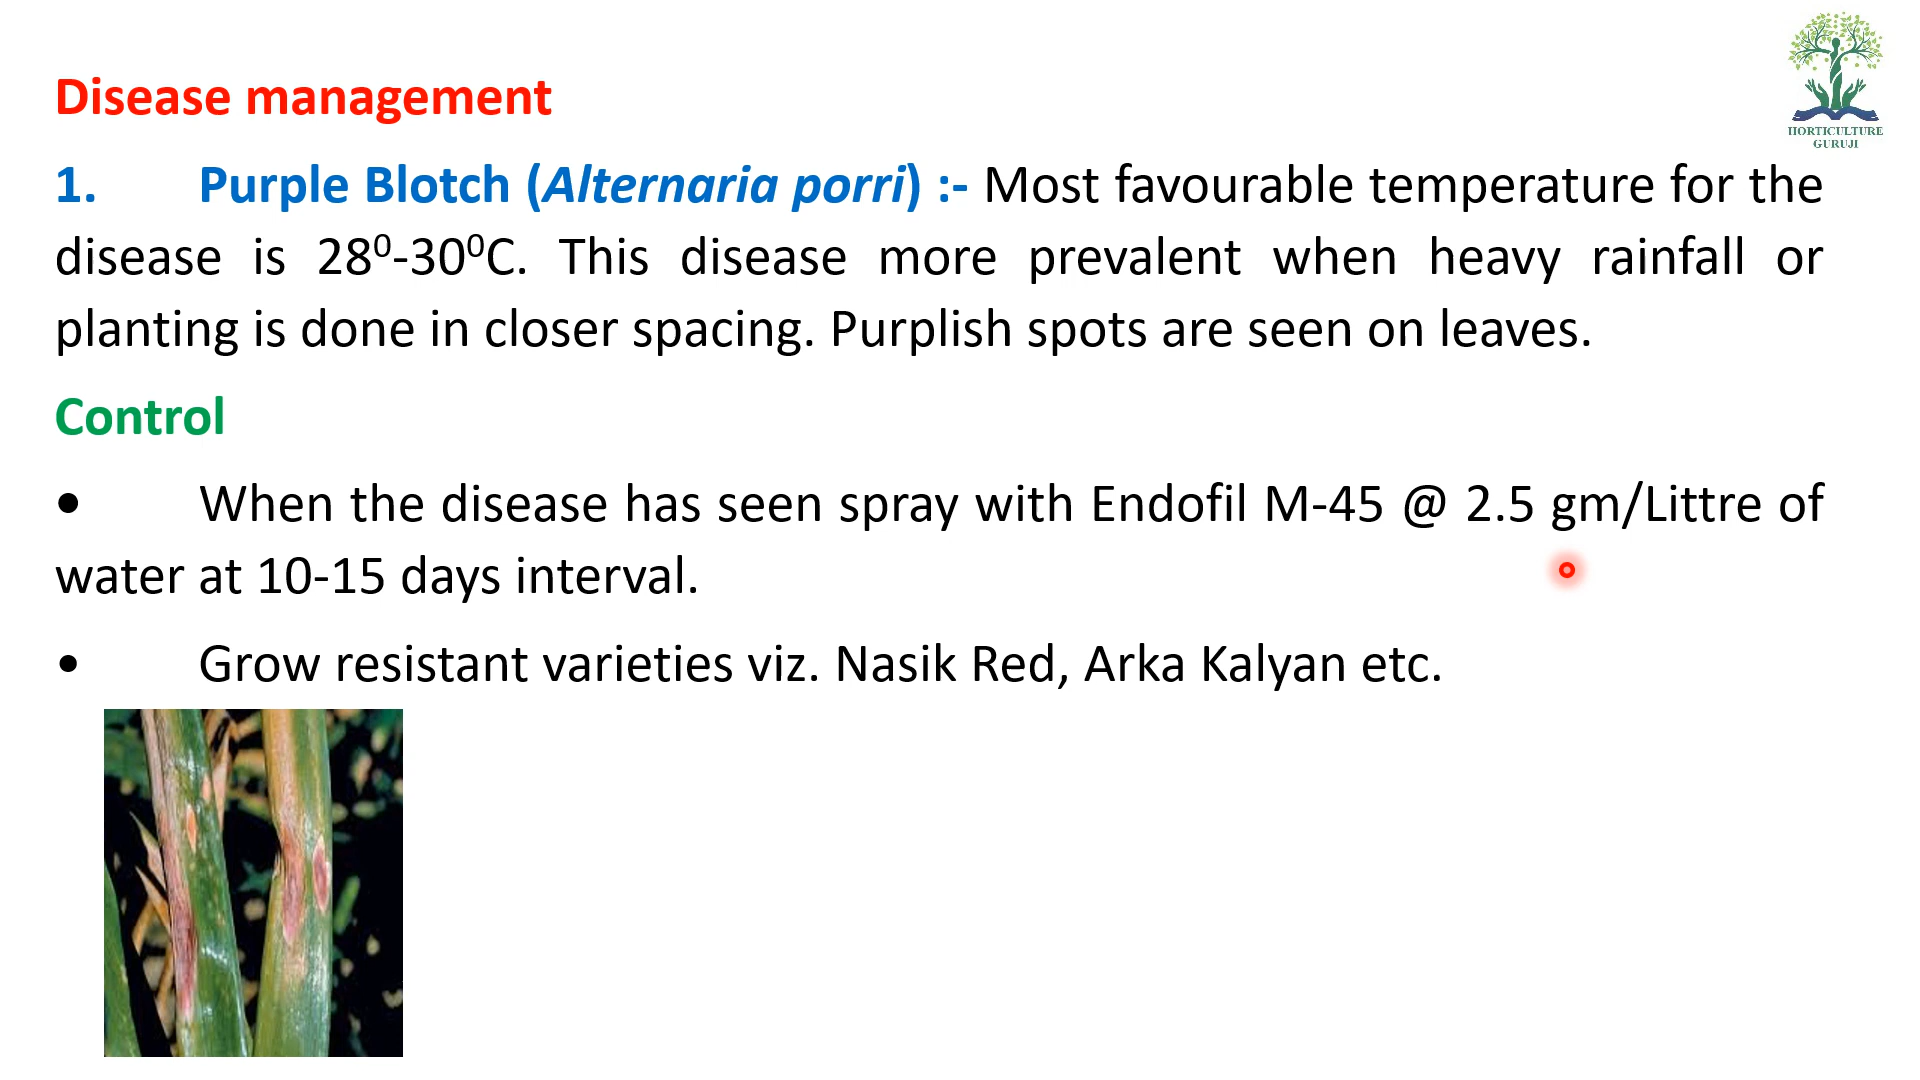 HORTICULTURE
GURUJI
Disease management
1. Purple Blotch (Alternaria porri) :- Most favourable temperature for the
disease is 28⁰-30⁰C. This disease more prevalent when heavy rainfall or
planting is done in closer spacing. Purplish spots are seen on leaves.
Control
• When the disease has seen spray with Endofil M-45 @ 2.5 gm/Littre of
water at 10-15 days interval.
• Grow resistant varieties viz. Nasik Red, Arka Kalyan etc.